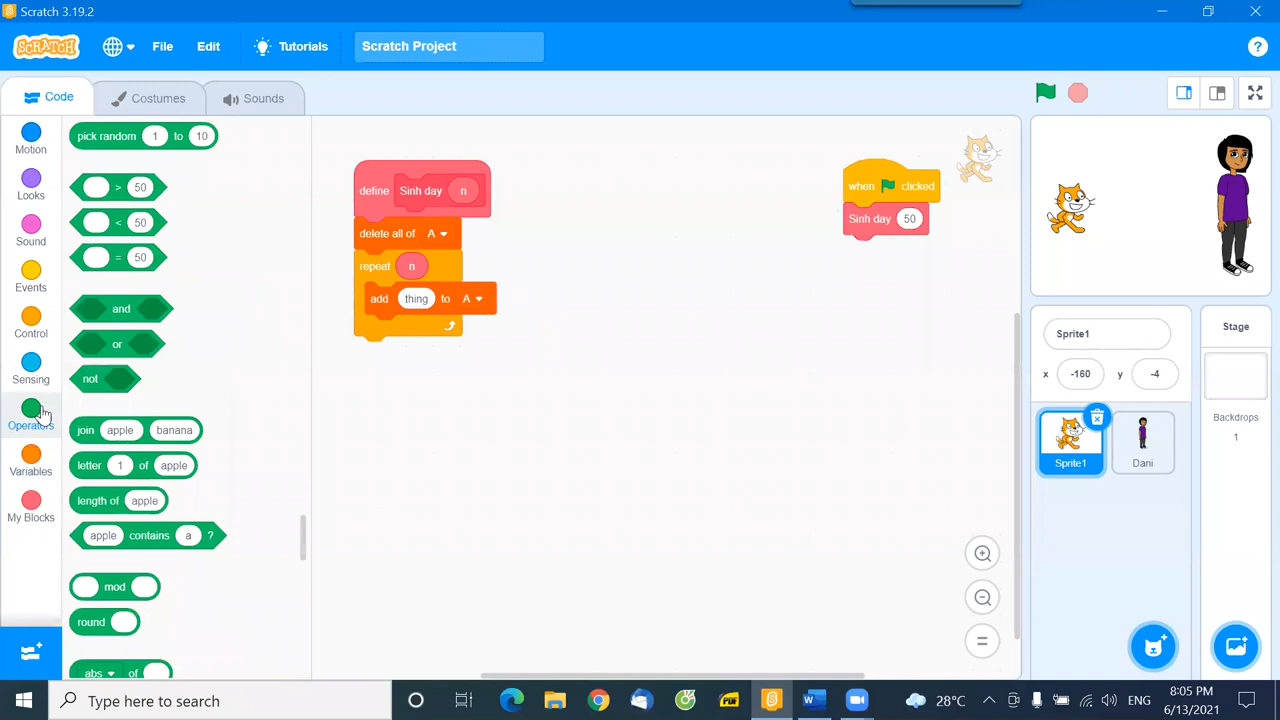 Scratch 3.19.2
SCRATCH
File
Edit
Tutorials
Scratch Project
?
Code
Costumes
Sounds
Motion
Looks
Sound
Events
Control
Sensing
Operators
Variables
My Blocks
pick random 1 to 10
> 50
< 50
= 50
and
or
not
join apple banana
letter 1 of apple
length of apple
apple contains a ?
mod
round
abs of
define Sinh day n
delete all of A
repeat n
add thing to A
when clicked
Sinh day 50
Sprite1
x -160 y -4
Sprite1
Dani
Stage
Backdrops
1
Type here to search
PDF
28°C
ENG
8:05 PM
6/13/2021